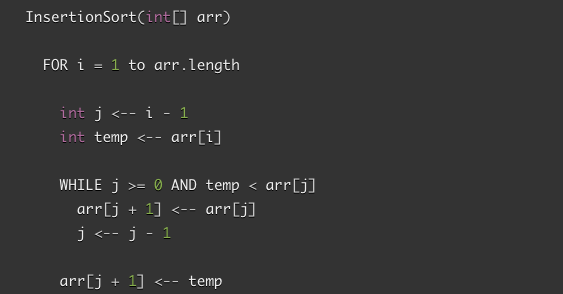 InsertionSort(int[] arr)
FOR i = 1 to arr.length
int j <-- i - 1
int temp <-- arr[i]
WHILE j >= 0 AND temp < arr[j]
arr[j + 1] <-- arr[j]
j <-- j - 1
arr[j + 1] <-- temp